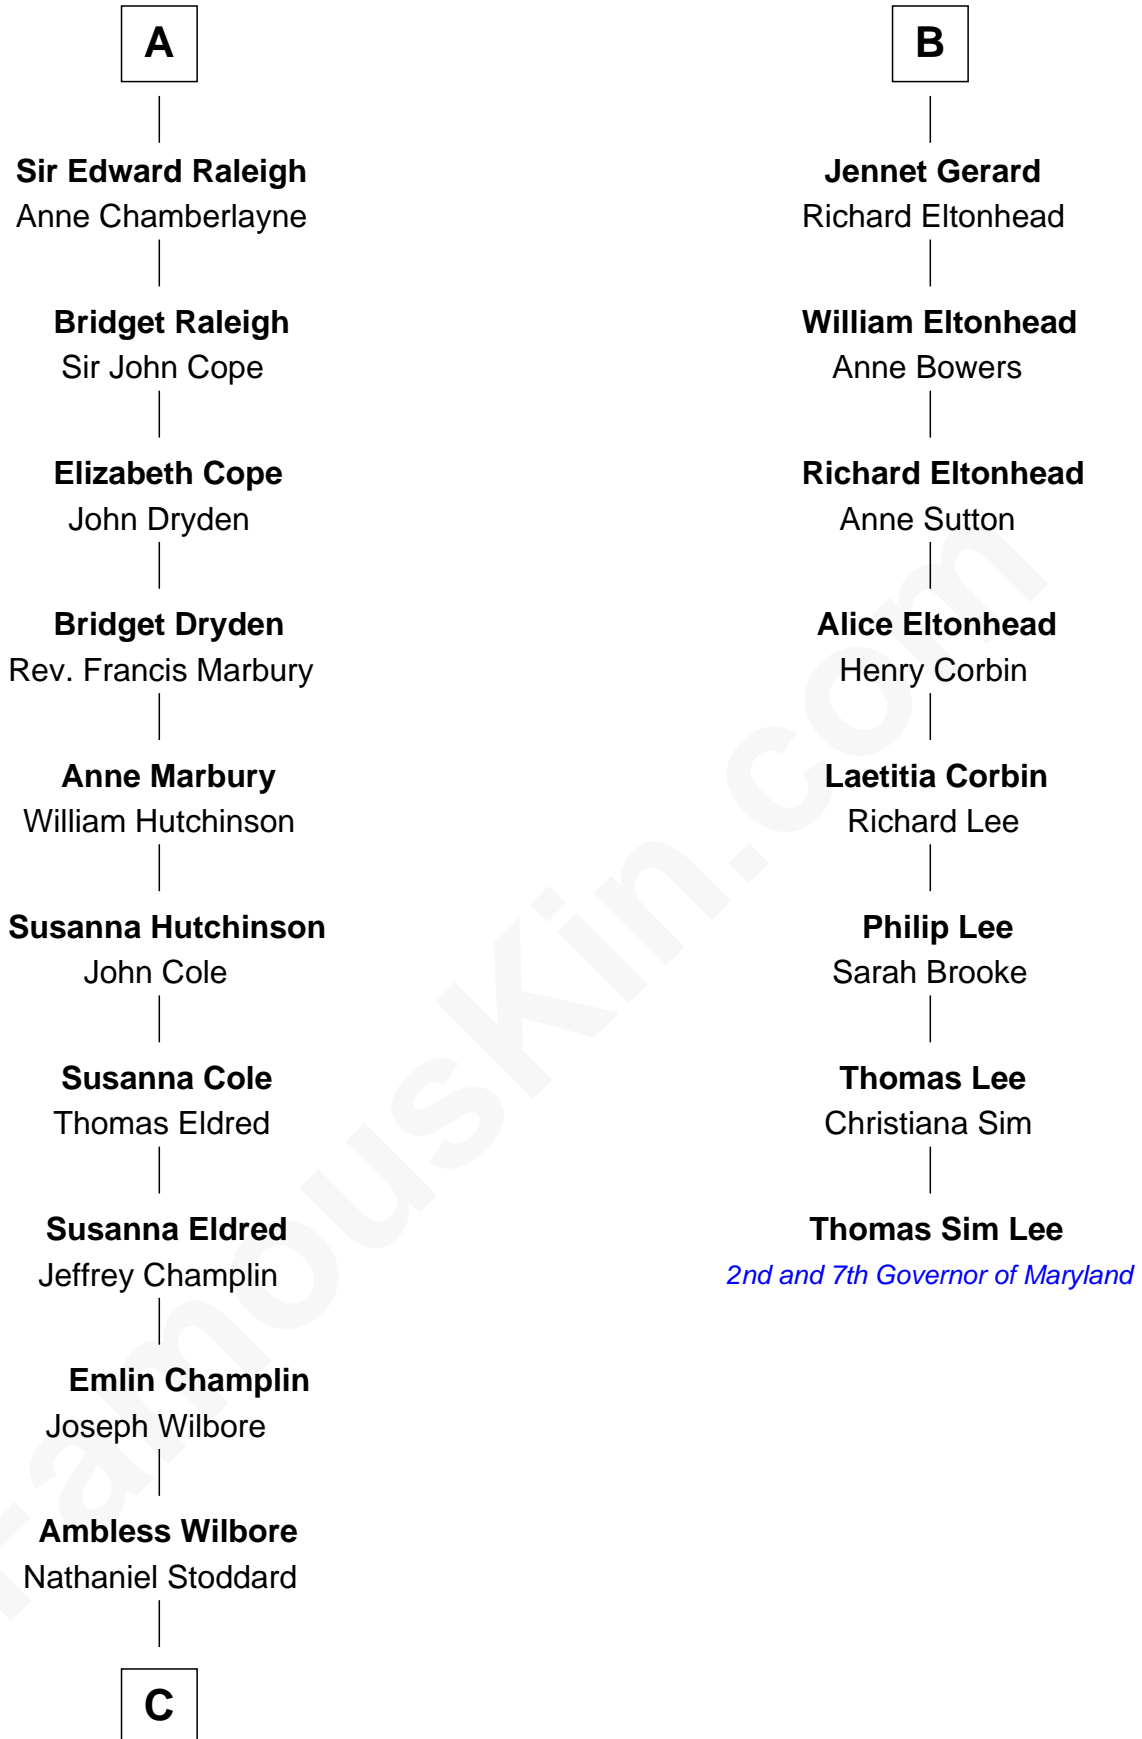 A
Sir Edward Raleigh
Anne Chamberlayne
Bridget Raleigh
Sir John Cope
Elizabeth Cope
John Dryden
Bridget Dryden
Rev. Francis Marbury
Anne Marbury
William Hutchinson
Susanna Hutchinson
John Cole
Susanna Cole
Thomas Eldred
Susanna Eldred
Jeffrey Champlin
Emlin Champlin
Joseph Wilbore
Ambless Wilbore
Nathaniel Stoddard
C
B
Jennet Gerard
Richard Eltonhead
William Eltonhead
Anne Bowers
Richard Eltonhead
Anne Sutton
Alice Eltonhead
Henry Corbin
Laetitia Corbin
Richard Lee
Philip Lee
Sarah Brooke
Thomas Lee
Christiana Sim
Thomas Sim Lee
2nd and 7th Governor of Maryland
FamousKin.com